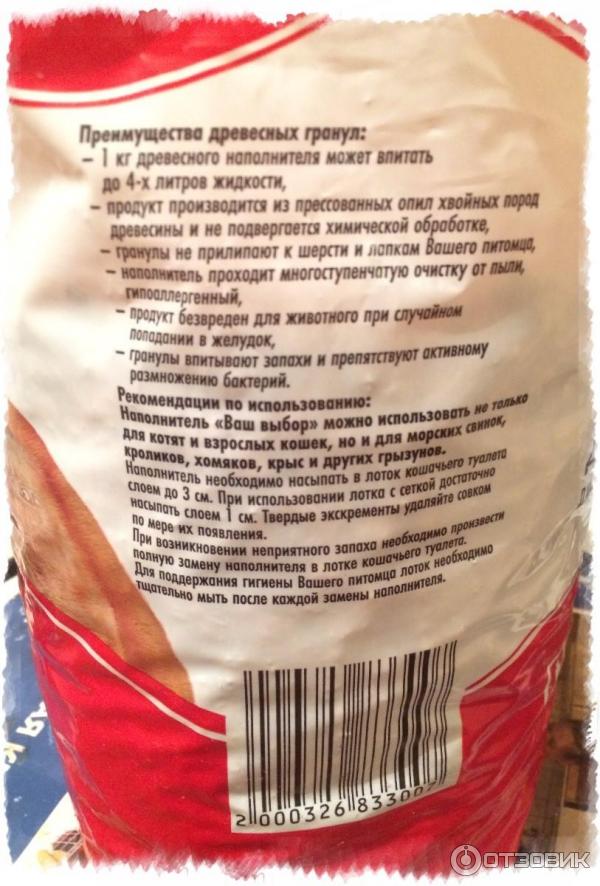 Преимущества древесных гранул:
– 1 кг древесного наполнителя может впитать
до 4-х литров жидкости,
– продукт производится из прессованных опил хвойных пород
древесины и не подвергается химической обработке,
– гранулы не прилипают к шерсти и лапкам Вашего питомца,
– наполнитель проходит многоступенчатую очистку от пыли,
гипоаллергенный,
– продукт безвреден для животного при случайном
попадании в желудок,
– гранулы впитывают запахи и препятствуют активному
размножению бактерий.
Рекомендации по использованию:
Наполнитель «Ваш выбор» можно использовать не только
для котят и взрослых кошек, но и для морских свинок,
кроликов, хомяков, крыс и других грызунов.
Наполнитель необходимо насыпать в лоток кошачьего туалета
слоем до 3 см. При использовании лотка с сеткой достаточно
насыпать слоем 1 см. Твердые экскременты удаляйте совком
по мере их появления.
При возникновении неприятного запаха необходимо произвести
полную замену наполнителя в лотке кошачьего туалета.
Для поддержания гигиены Вашего питомца лоток необходимо
тщательно мыть после каждой замены наполнителя.
2 000326 833007
ОТЗОВИК